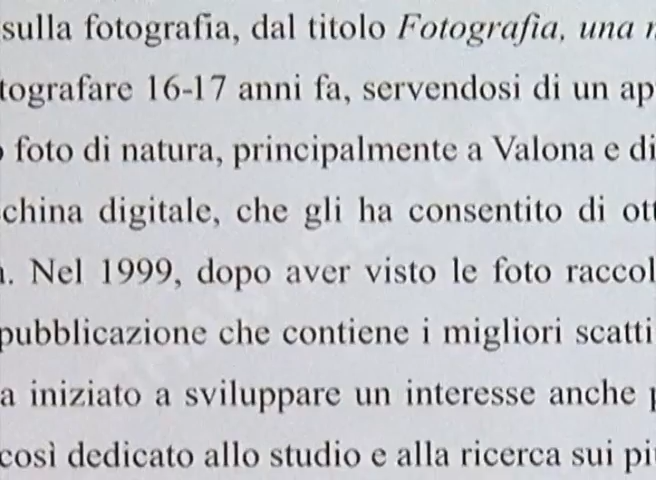 sulla fotografia, dal titolo Fotografia, una
tografare 16-17 anni fa, servendosi di un ap
foto di natura, principalmente a Valona e di
china digitale, che gli ha consentito di ott
. Nel 1999, dopo aver visto le foto raccol
pubblicazione che contiene i migliori scatti
a iniziato a sviluppare un interesse anche p
così dedicato allo studio e alla ricerca sui più